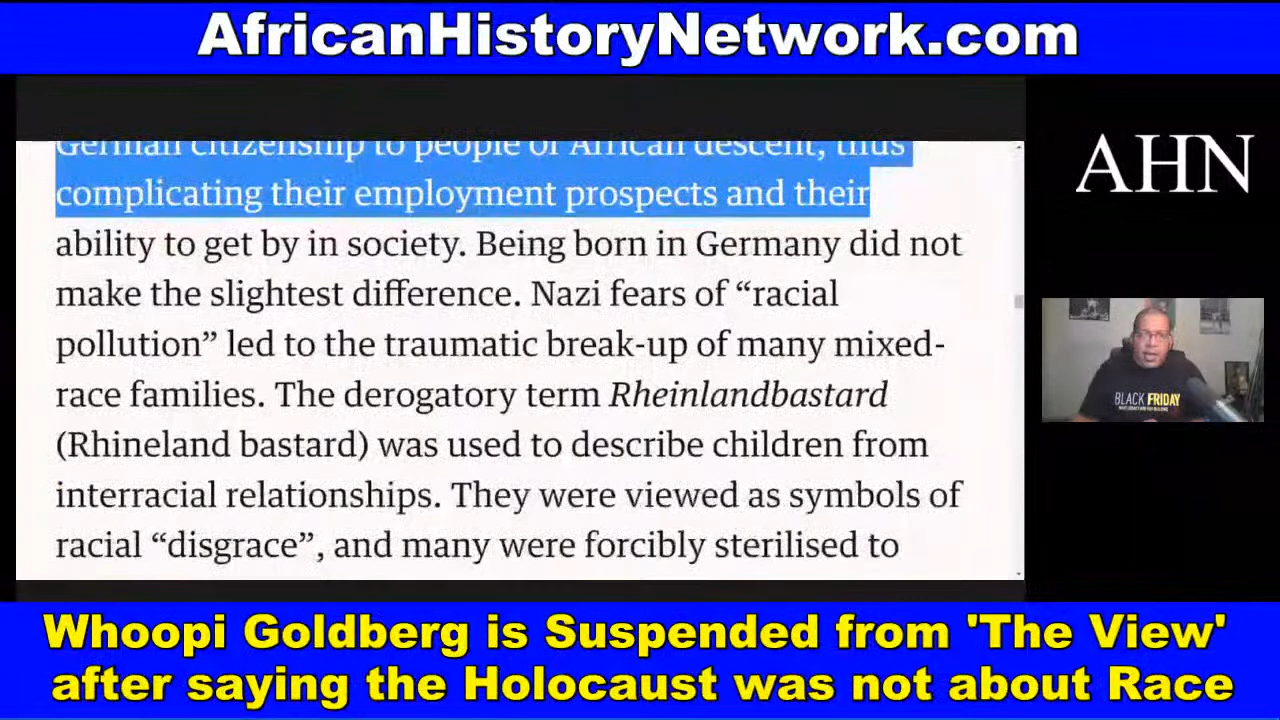 AfricanHistoryNetwork.com
German citizenship to people of African descent, thus
complicating their employment prospects and their
ability to get by in society. Being born in Germany did not
make the slightest difference. Nazi fears of “racial
pollution” led to the traumatic break-up of many mixed-
race families. The derogatory term Rheinlandbastard
(Rhineland bastard) was used to describe children from
interracial relationships. They were viewed as symbols of
racial “disgrace”, and many were forcibly sterilised to
AHN
BLACK FRIDAY
Whoopi Goldberg is Suspended from 'The View'
after saying the Holocaust was not about Race